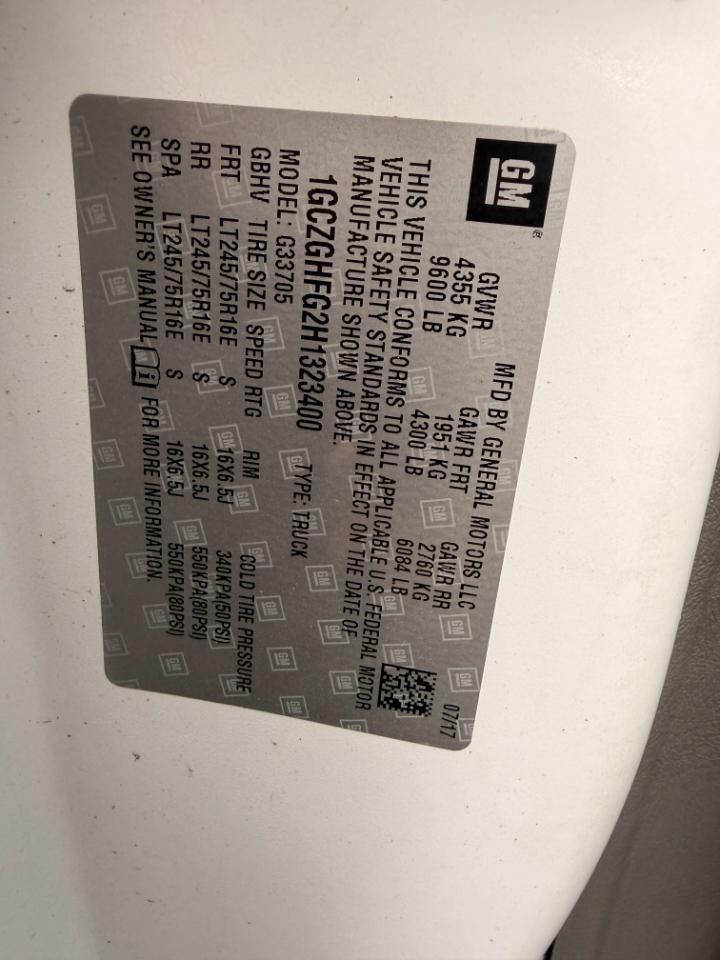 GM®
MFD BY GENERAL MOTORS LLC 07/17
GVWR GAWR FRT GAWR RR
4355 KG 1951 KG 2760 KG
9600 LB 4300 LB 6084 LB
THIS VEHICLE CONFORMS TO ALL APPLICABLE U.S. FEDERAL MOTOR
VEHICLE SAFETY STANDARDS IN EFFECT ON THE DATE OF
MANUFACTURE SHOWN ABOVE.
1GCZGHFG2H1323400 TYPE: TRUCK
MODEL: G33705
GBHV TIRE SIZE SPEED RTG RIM COLD TIRE PRESSURE
FRT LT245/75R16E S 16X6.5J 340KPA(50PSI)
RR LT245/75R16E S 16X6.5J 550KPA(80PSI)
SPA LT245/75R16E S 16X6.5J 550KPA(80PSI)
SEE OWNER'S MANUAL i FOR MORE INFORMATION.